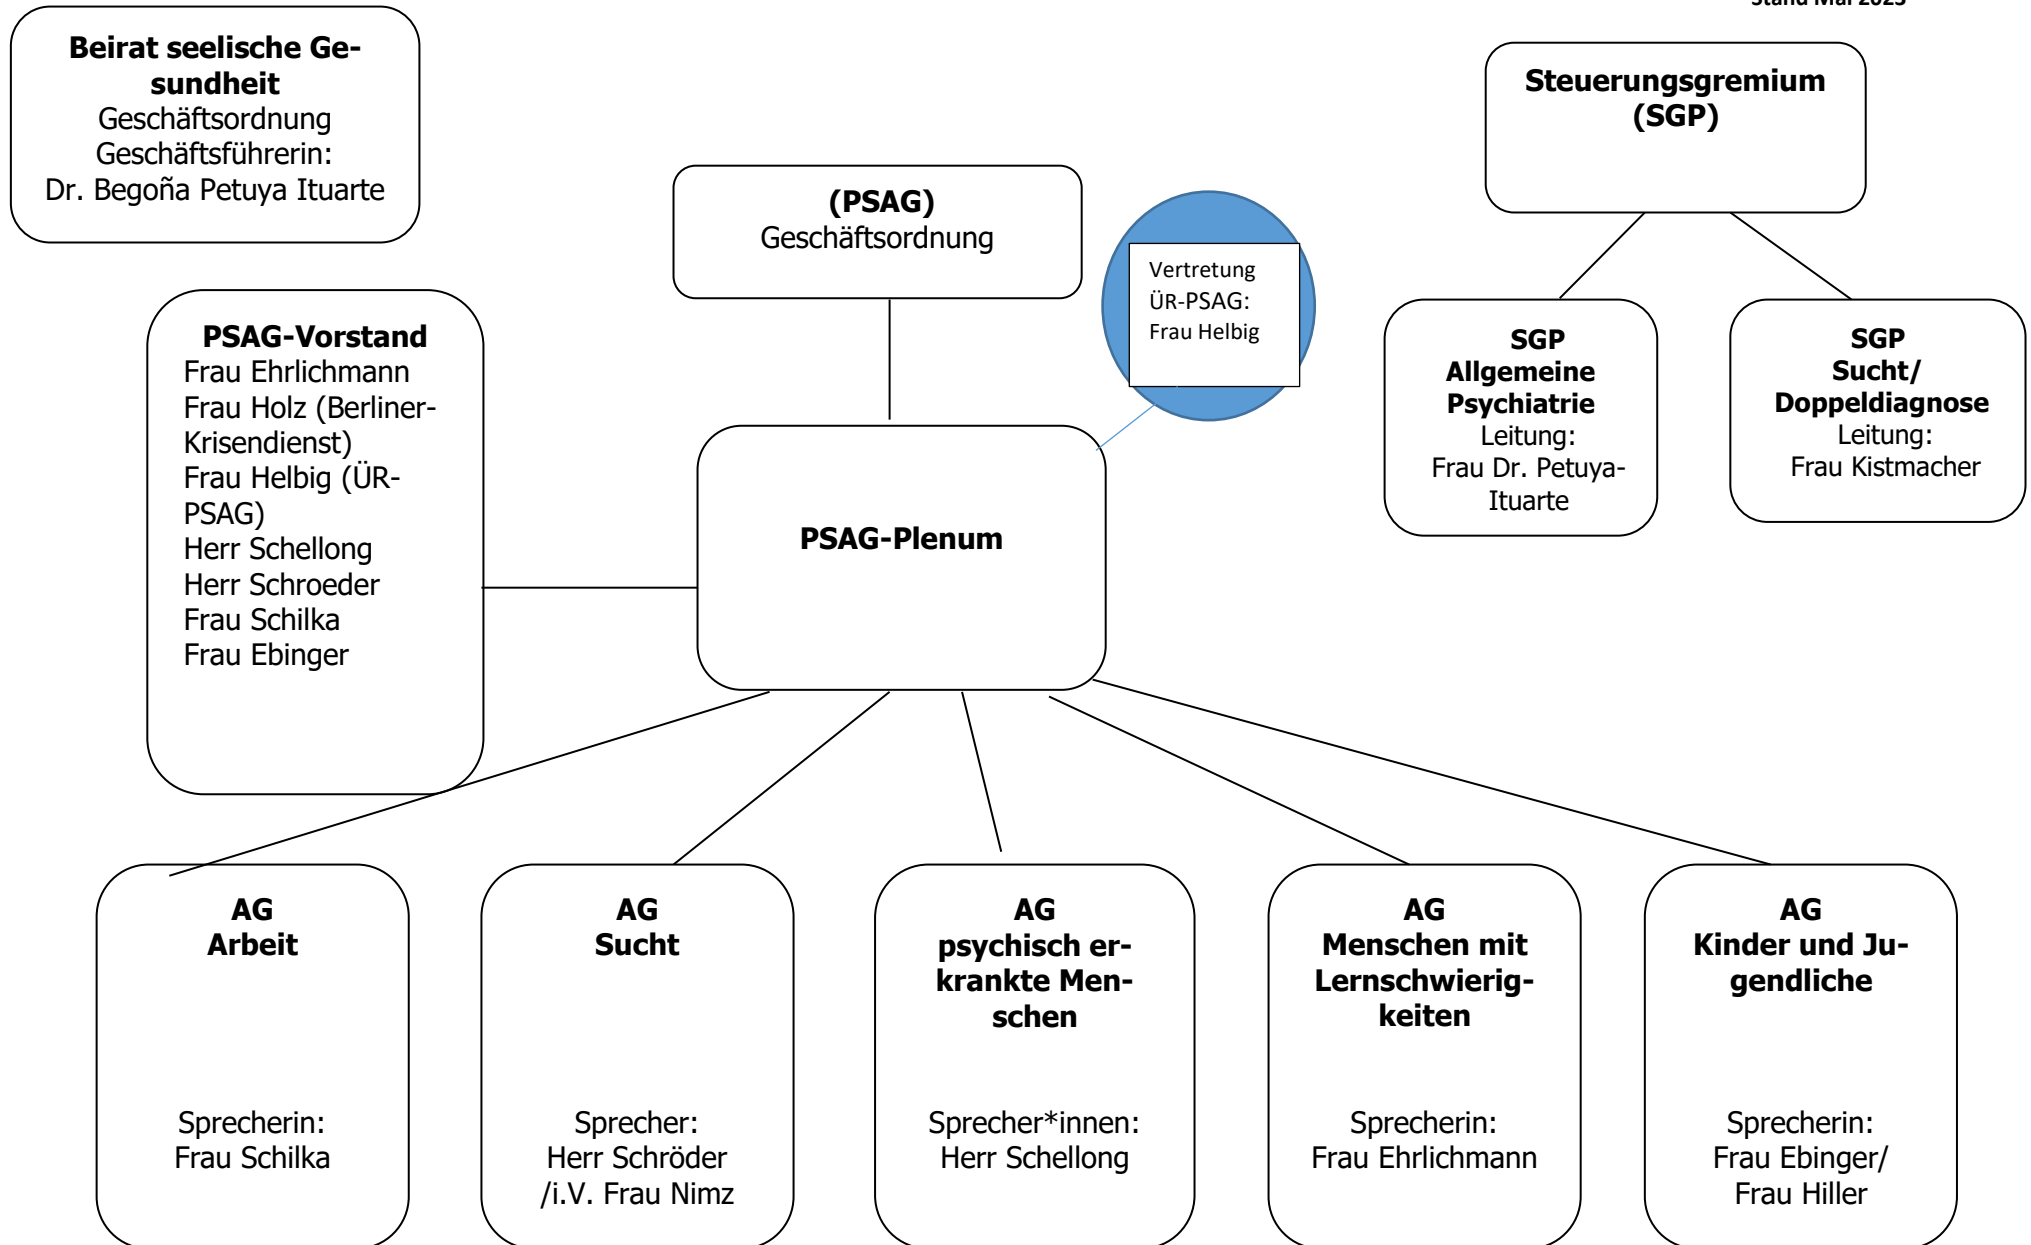 Stand Mai 2023
Beirat seelische Ge-
sundheit
Geschäftsordnung
Geschäftsführerin:
Dr. Begoña Petuya Ituarte
Steuerungsgremium
(SGP)
(PSAG)
Geschäftsordnung
Vertretung
ÜR-PSAG:
Frau Helbig
PSAG-Vorstand
Frau Ehrlichmann
Frau Holz (Berliner-
Krisendienst)
Frau Helbig (ÜR-
PSAG)
Herr Schellong
Herr Schroeder
Frau Schilka
Frau Ebinger
SGP
Allgemeine
Psychiatrie
Leitung:
Frau Dr. Petuya-
Ituarte
SGP
Sucht/
Doppeldiagnose
Leitung:
Frau Kistmacher
PSAG-Plenum
AG
Arbeit
Sprecherin:
Frau Schilka
AG
Sucht
Sprecher:
Herr Schröder
/i.V. Frau Nimz
AG
psychisch er-
krankte Men-
schen
Sprecher*innen:
Herr Schellong
AG
Menschen mit
Lernschwierig-
keiten
Sprecherin:
Frau Ehrlichmann
AG
Kinder und Ju-
gendliche
Sprecherin:
Frau Ebinger/
Frau Hiller